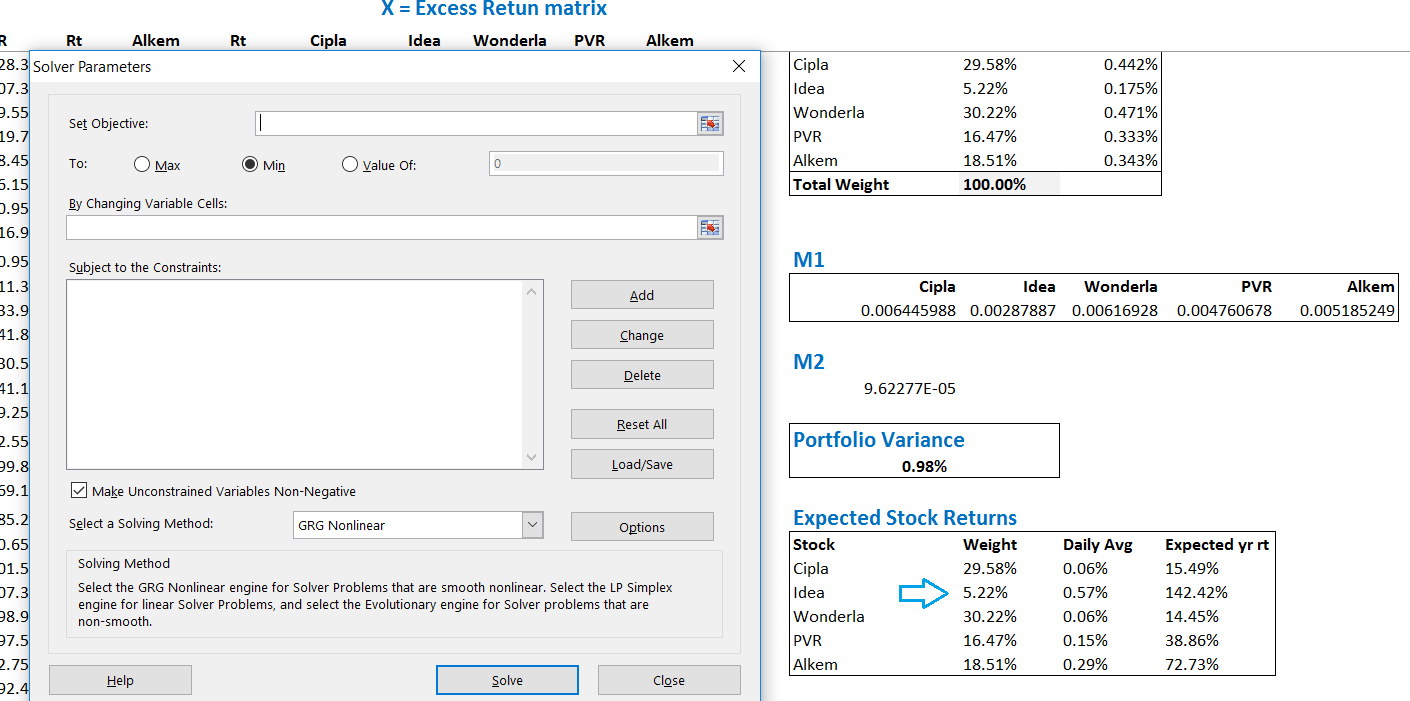 X = Excess Retun matrix
R Rt Alkem Rt Cipla Idea Wonderla PVR Alkem
28.3
07.3
9.55
19.7
8.45
6.15
0.95
16.9
0.95
11.3
33.9
41.8
30.5
41.1
9.25
2.55
99.8
69.1
85.2
0.65
01.5
07.3
98.9
97.5
2.75
92.4
Solver Parameters
Set Objective:
To: Max Min Value Of: 0
By Changing Variable Cells:
Subject to the Constraints:
Add
Change
Delete
Reset All
Load/Save
Make Unconstrained Variables Non-Negative
Select a Solving Method: GRG Nonlinear Options
Solving Method
Select the GRG Nonlinear engine for Solver Problems that are smooth nonlinear. Select the LP Simplex
engine for linear Solver Problems, and select the Evolutionary engine for Solver problems that are
non-smooth.
Help Solve Close
Cipla 29.58% 0.442%
Idea 5.22% 0.175%
Wonderla 30.22% 0.471%
PVR 16.47% 0.333%
Alkem 18.51% 0.343%
Total Weight 100.00%
M1
Cipla Idea Wonderla PVR Alkem
0.006445988 0.00287887 0.00616928 0.004760678 0.005185249
M2
9.62277E-05
Portfolio Variance
0.98%
Expected Stock Returns
Stock Weight Daily Avg Expected yr rt
Cipla 29.58% 0.06% 15.49%
Idea 5.22% 0.57% 142.42%
Wonderla 30.22% 0.06% 14.45%
PVR 16.47% 0.15% 38.86%
Alkem 18.51% 0.29% 72.73%